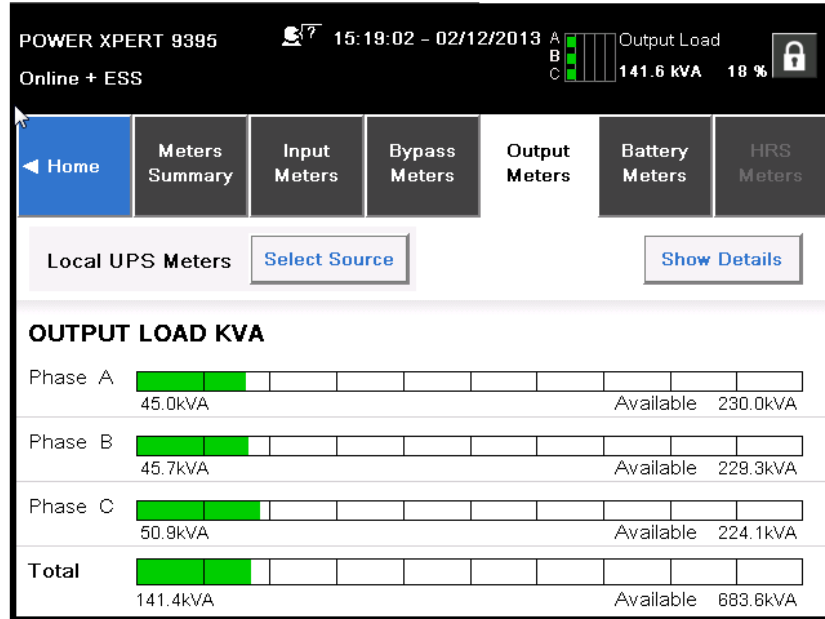 POWER XPERT 9395
? 15:19:02 - 02/12/2013
A
B
C
Output Load
Online + ESS
141.6 kVA 18 %
Home
Meters Summary
Input Meters
Bypass Meters
Output Meters
Battery Meters
HRS Meters
Local UPS Meters
Select Source
Show Details
OUTPUT LOAD KVA
Phase A
45.0kVA Available 230.0kVA
Phase B
45.7kVA Available 229.3kVA
Phase C
50.9kVA Available 224.1kVA
Total
141.4kVA Available 683.6kVA